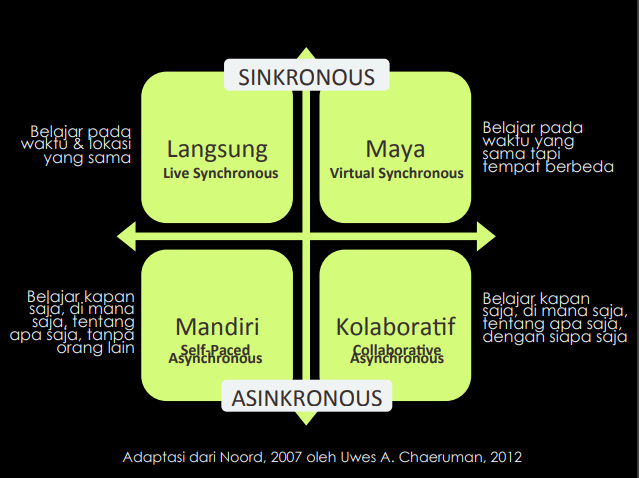 SINKRONOUS
Belajar pada
waktu & lokasi
yang sama
Langsung
Live Synchronous
Maya
Virtual Synchronous
Belajar pada
waktu yang
sama tapi
tempat berbeda
Belajar kapan
saja, di mana
saja, tentang
apa saja, tanpa
orang lain
Mandiri
Self-Paced
Asynchronous
Kolaboratif
Collaborative
Asynchronous
Belajar kapan
saja, di mana saja,
tentang apa saja,
dengan siapa saja
ASINKRONOUS
Adaptasi dari Noord, 2007 oleh Uwes A. Chaeruman, 2012